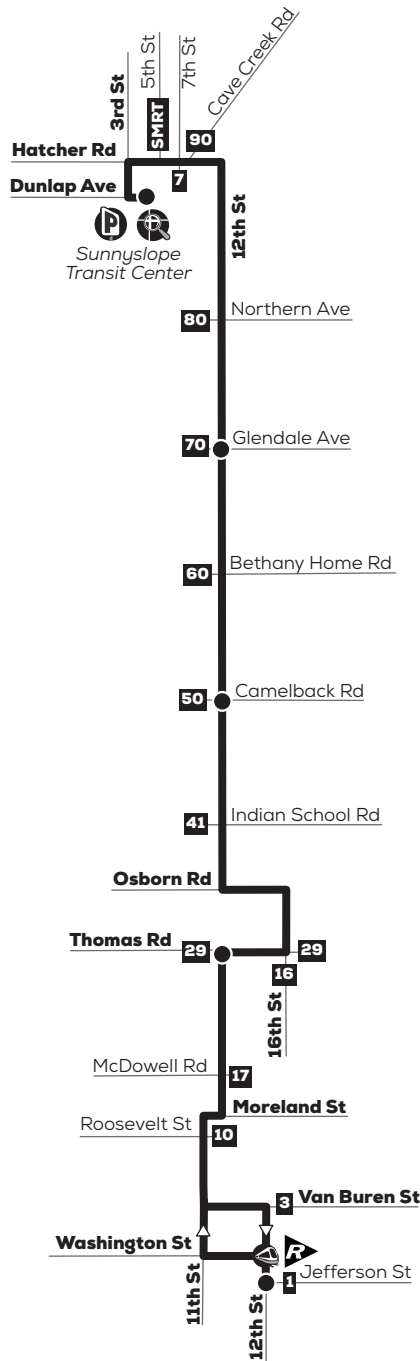 3rd St
5th St
7th St
Cave Creek Rd
SMRT
90
Hatcher Rd
7
Dunlap Ave
P
Sunnyslope
Transit Center
12th St
80 Northern Ave
70 Glendale Ave
60 Bethany Home Rd
50 Camelback Rd
41 Indian School Rd
Osborn Rd
Thomas Rd
29
29
16
16th St
McDowell Rd
17
Moreland St
Roosevelt St
10
3 Van Buren St
Washington St
R
1 Jefferson St
11th St
12th St